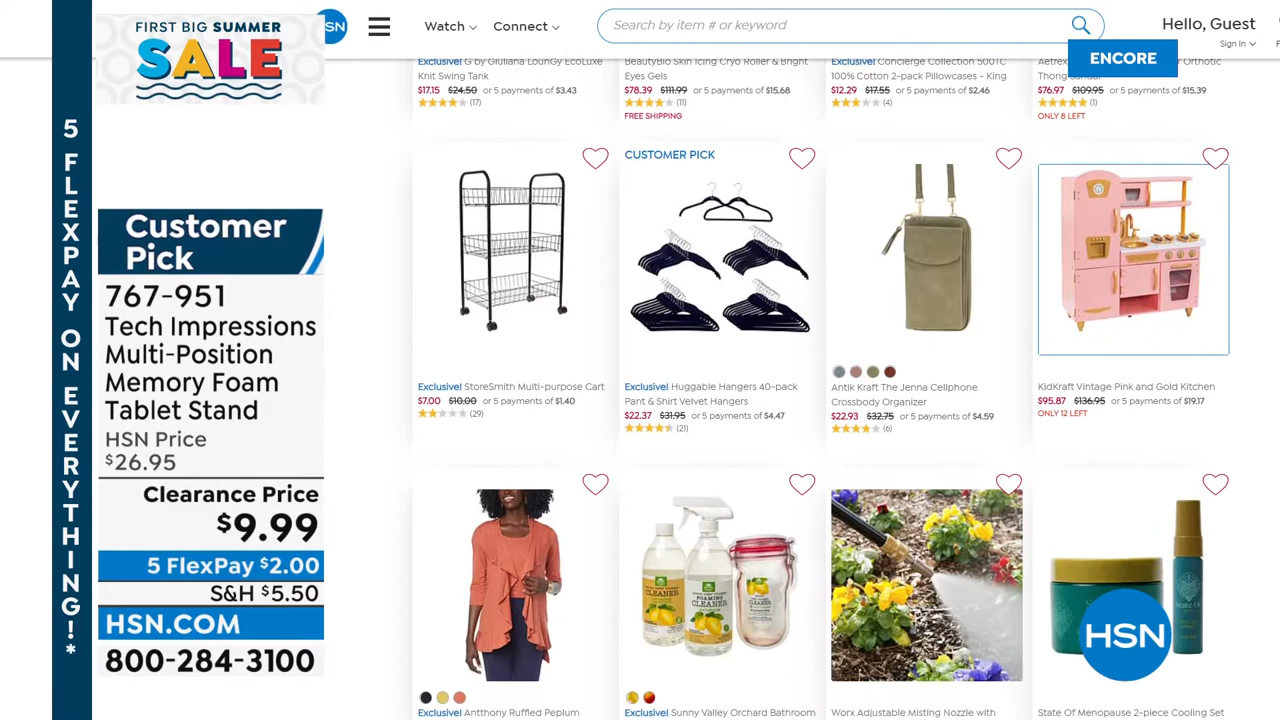 FIRST BIG SUMMER
SALE
5 FLEXPAY ON EVERYTHING!*
Customer
Pick
767-951
Tech Impressions
Multi-Position
Memory Foam
Tablet Stand
HSN Price
$26.95
Clearance Price
$9.99
5 FlexPay $2.00
S&H $5.50
HSN.COM
800-284-3100
SN
Watch
Connect
Search by item # or keyword
Hello, Guest
Sign In
ENCORE
Exclusive! G by Giuliana LounGy EcoLuxe
Knit Swing Tank
$17.15 $24.50 or 5 payments of $3.43
(17)
BeautyBio Skin Icing Cryo Roller & Bright
Eyes Gels
$78.39 $111.99 or 5 payments of $15.68
(11)
FREE SHIPPING
Exclusive! Concierge Collection 500TC
100% Cotton 2-pack Pillowcases - King
$12.29 $17.55 or 5 payments of $2.46
(4)
$76.97 $109.95 or 5 payments of $15.39
(1)
ONLY 8 LEFT
Exclusive! StoreSmith Multi-purpose Cart
$7.00 $10.00 or 5 payments of $1.40
(29)
CUSTOMER PICK
Exclusive! Huggable Hangers 40-pack
Pant & Shirt Velvet Hangers
$22.37 $31.95 or 5 payments of $4.47
(21)
Antik Kraft The Jenna Cellphone
Crossbody Organizer
$22.93 $32.75 or 5 payments of $4.59
(6)
KidKraft Vintage Pink and Gold Kitchen
$95.87 $136.95 or 5 payments of $19.17
ONLY 12 LEFT
Exclusive! Antthony Ruffled Peplum
CLEANER
FOAMING
CLEANER
Exclusive! Sunny Valley Orchard Bathroom
Worx Adjustable Misting Nozzle with
State Of
HSN
State Of Menopause 2-piece Cooling Set